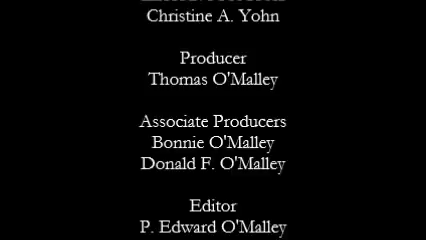 Christine A. Yohn
Producer
Thomas O'Malley
Associate Producers
Bonnie O'Malley
Donald F. O'Malley
Editor
P. Edward O'Malley